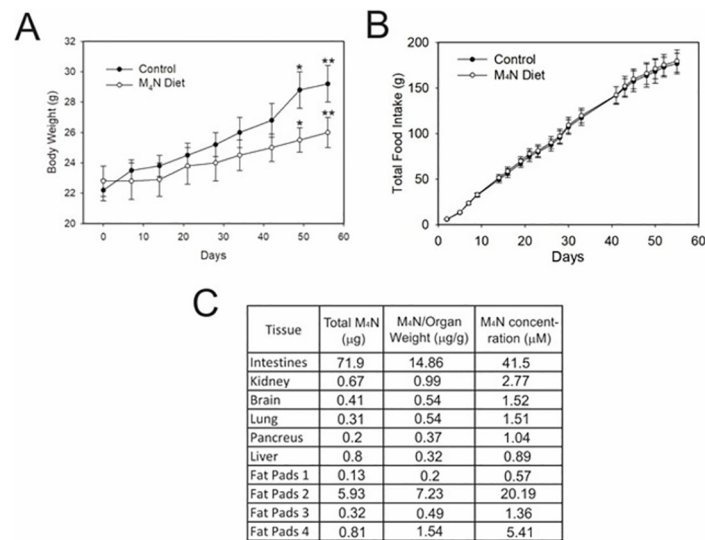 A
32
30
28
26
24
22
20
Body Weight (g)
Control
M4N Diet
*
**
*
**
0 10 20 30 40 50 60
Days
B
200
150
100
50
0
Total Food Intake (g)
Control
M4N Diet
0 10 20 30 40 50 60
Days
C
Tissue | Total M4N (μg) | M4N/Organ Weight (μg/g) | M4N concent-ration (μM)
Intestines 71.9 14.86 41.5
Kidney 0.67 0.99 2.77
Brain 0.41 0.54 1.52
Lung 0.31 0.54 1.51
Pancreus 0.2 0.37 1.04
Liver 0.8 0.32 0.89
Fat Pads 1 0.13 0.2 0.57
Fat Pads 2 5.93 7.23 20.19
Fat Pads 3 0.32 0.49 1.36
Fat Pads 4 0.81 1.54 5.41